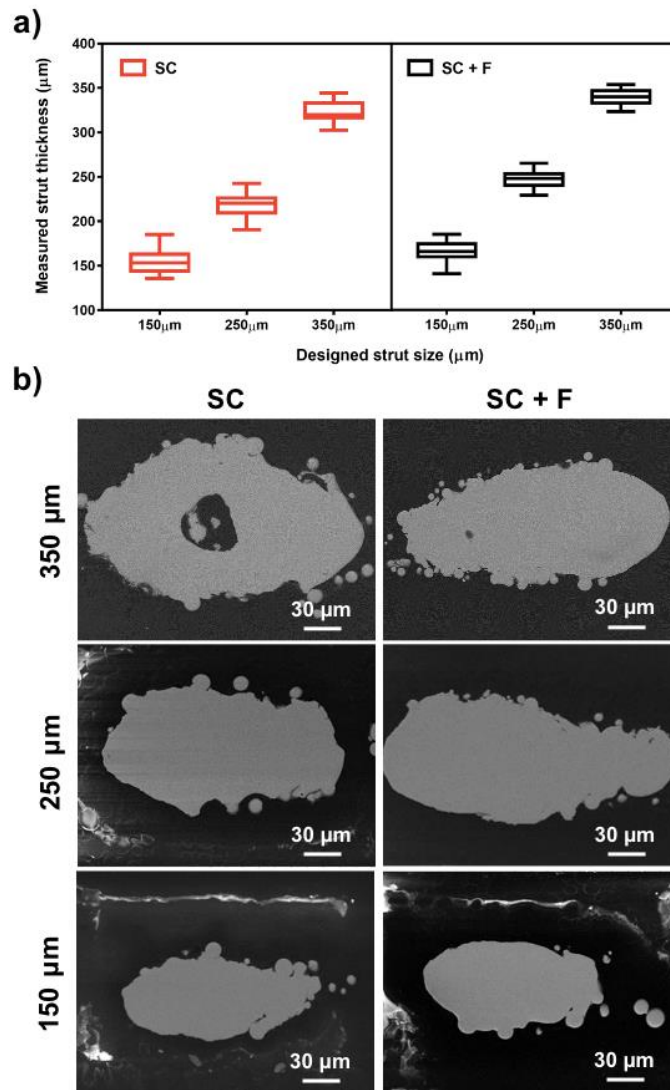 a)
SC
SC + F
Measured strut thickness (μm)
400
350
300
250
200
150
100
150μm 250μm 350μm 150μm 250μm 350μm
Designed strut size (μm)
b)
SC SC + F
350 μm
30 μm 30 μm
250 μm
30 μm 30 μm
150 μm
30 μm 30 μm